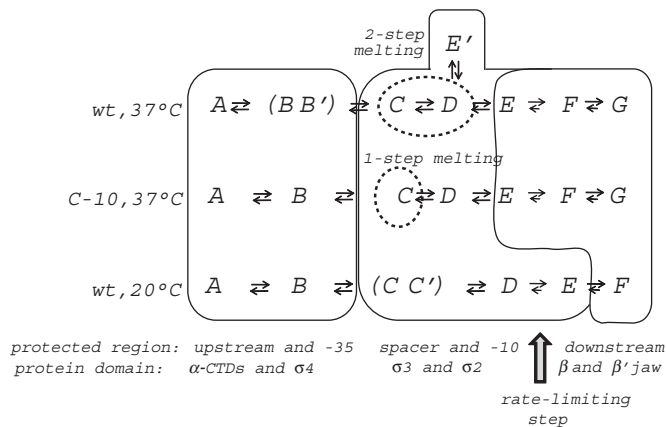 2-step
melting
E'
wt,37°C A ⇌ (B B') ⇌ C ⇌ D ⇌ E ⇌ F ⇌ G
1-step melting
C-10,37°C A ⇌ B ⇌ C ⇌ D ⇌ E ⇌ F ⇌ G
wt,20°C A ⇌ B ⇌ (C C') ⇌ D ⇌ E ⇌ F
protected region: upstream and -35 spacer and -10 downstream
protein domain: α-CTDs and σ4 σ3 and σ2 β and β'jaw
rate-limiting
step